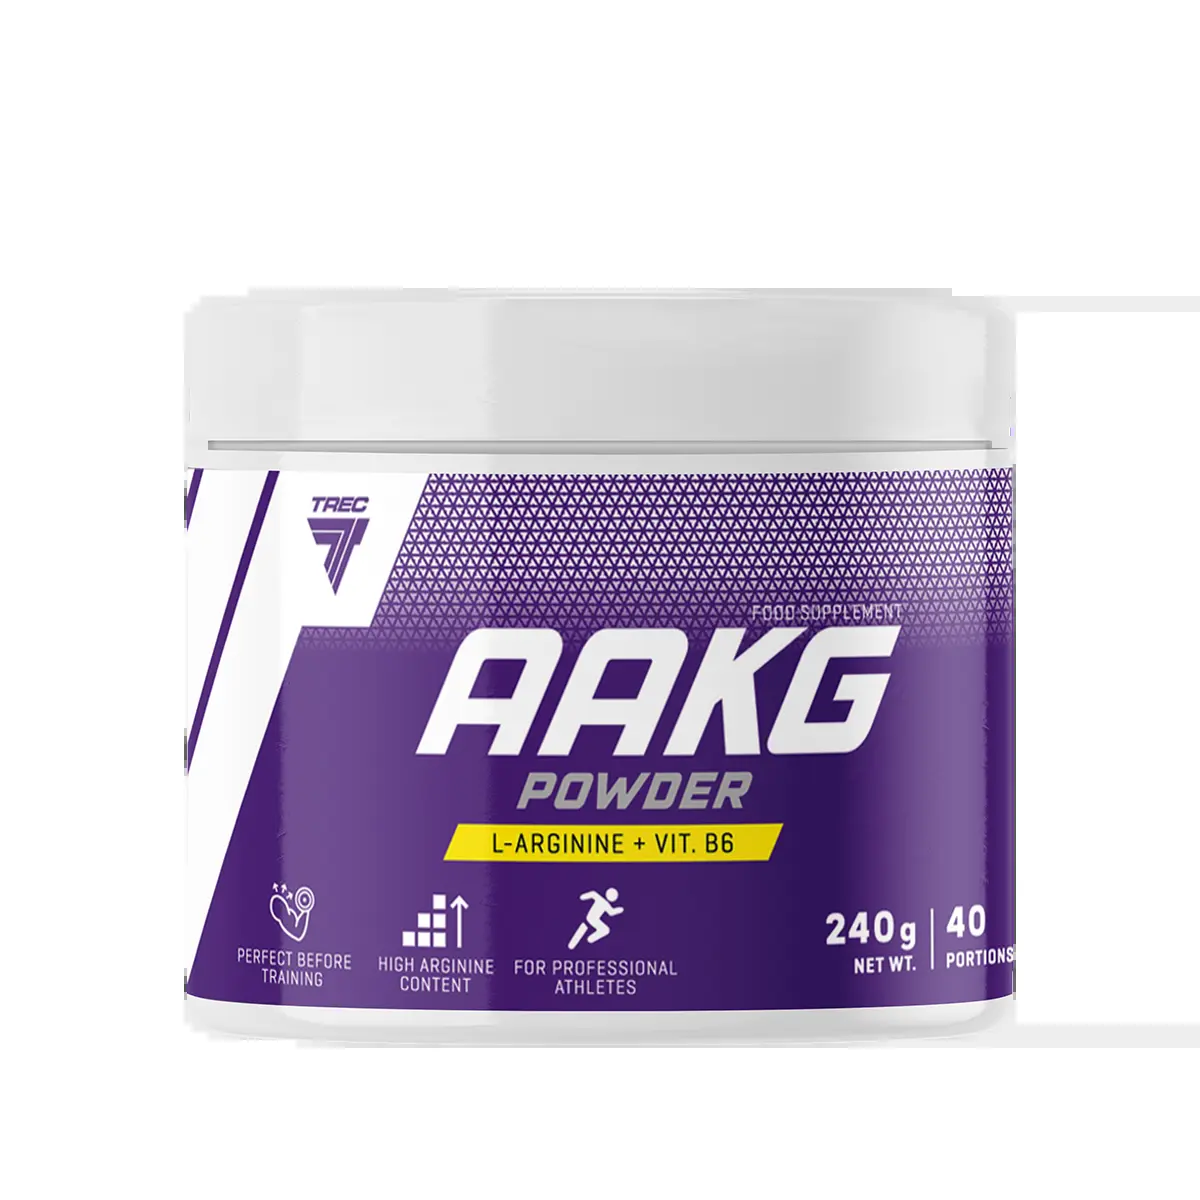 TREC
FOOD SUPPLEMENT
AAKG
POWDER
L-ARGININE + VIT. B6
PERFECT BEFORE
TRAINING
HIGH ARGININE
CONTENT
FOR PROFESSIONAL
ATHLETES
240g
NET WT.
40
PORTIONS